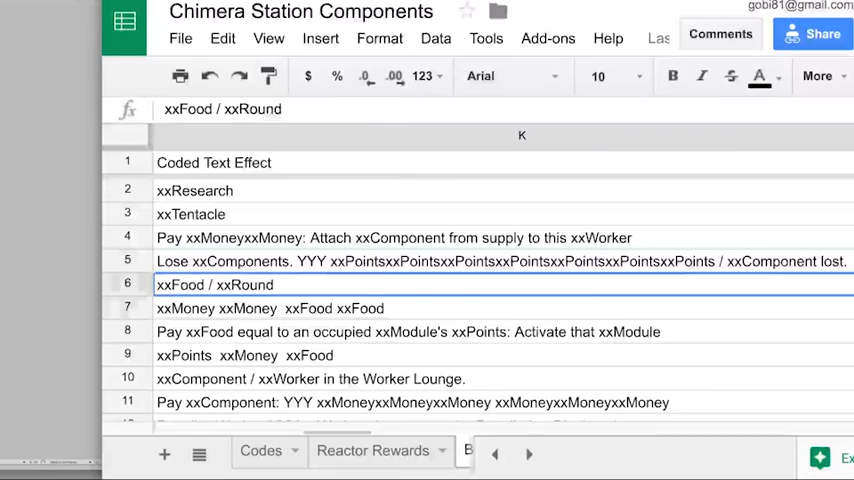 Chimera Station Components
gobi81@gmail.com
File Edit View Insert Format Data Tools Add-ons Help Las
Comments
Share
$ % .0 .00 123 Arial 10 B I S A More
fx xxFood / xxRound
K
1 Coded Text Effect
2 xxResearch
3 xxTentacle
4 Pay xxMoneyxxMoney: Attach xxComponent from supply to this xxWorker
5 Lose xxComponents. YYY xxPointsxxPointsxxPointsxxPointsxxPointsxxPointsxxPoints / xxComponent lost.
6 xxFood / xxRound
7 xxMoney xxMoney xxFood xxFood
8 Pay xxFood equal to an occupied xxModule's xxPoints: Activate that xxModule
9 xxPoints xxMoney xxFood
10 xxComponent / xxWorker in the Worker Lounge.
11 Pay xxComponent: YYY xxMoneyxxMoneyxxMoney xxMoneyxxMoneyxxMoney
+ Codes Reactor Rewards B
Ex